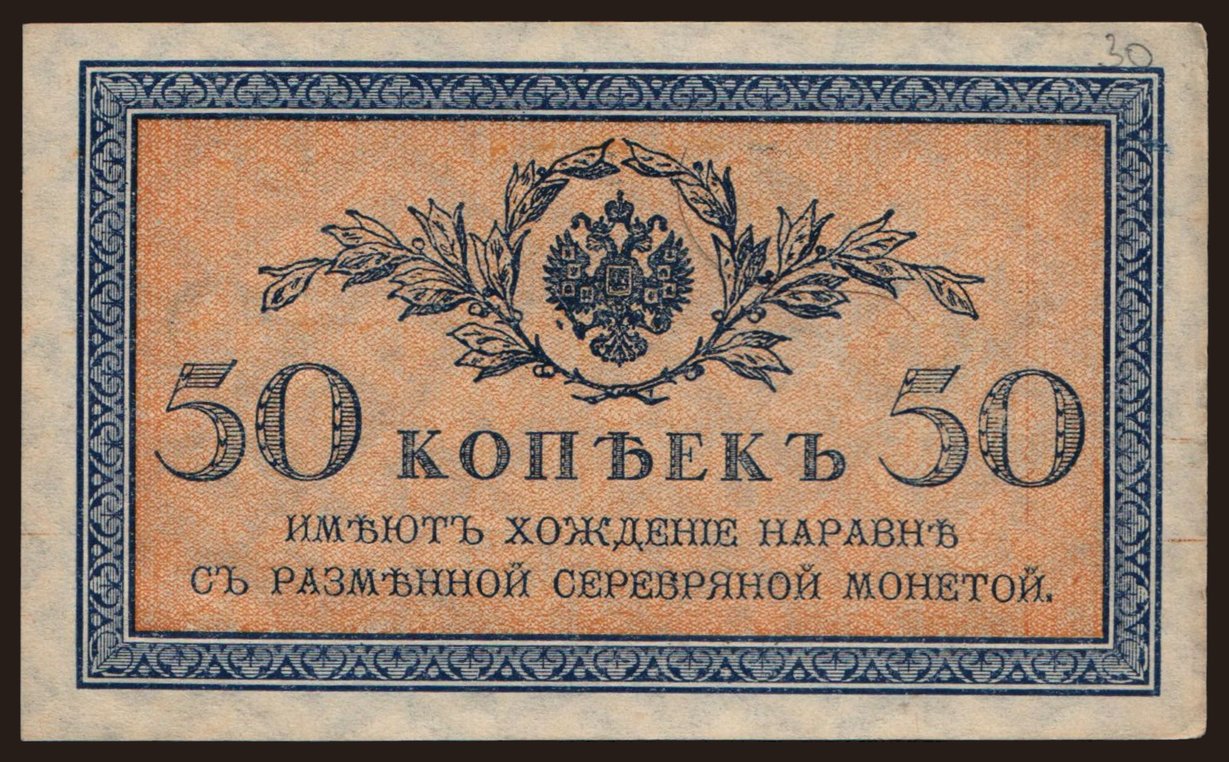 30
50 КОПѢЕКЪ 50
ИМѢЮТЪ ХОЖДЕНІЕ НАРАВНѢ
СЪ РАЗМѢННОЙ СЕРЕБРЯНОЙ МОНЕТОЙ.